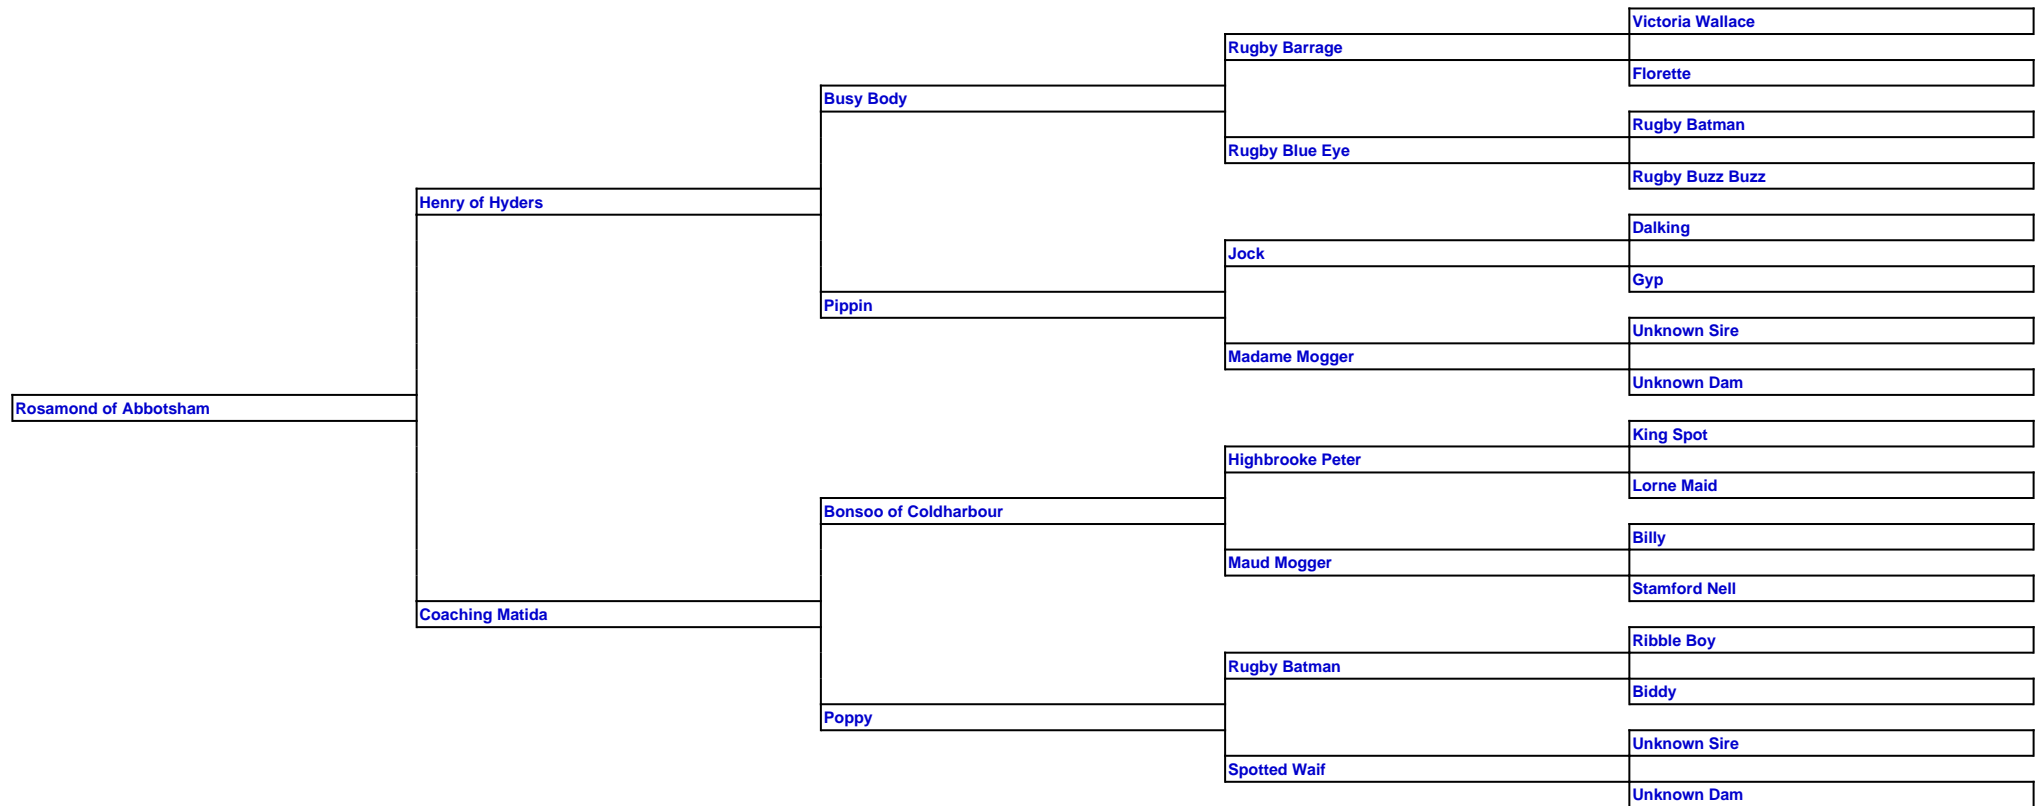 Victoria Wallace
Rugby Barrage
Florette
Busy Body
Rugby Batman
Rugby Blue Eye
Rugby Buzz Buzz
Henry of Hyders
Dalking
Jock
Gyp
Pippin
Unknown Sire
Madame Mogger
Unknown Dam
Rosamond of Abbotsham
King Spot
Highbrooke Peter
Lorne Maid
Bonsoo of Coldharbour
Billy
Maud Mogger
Stamford Nell
Coaching Matida
Ribble Boy
Rugby Batman
Biddy
Poppy
Unknown Sire
Spotted Waif
Unknown Dam